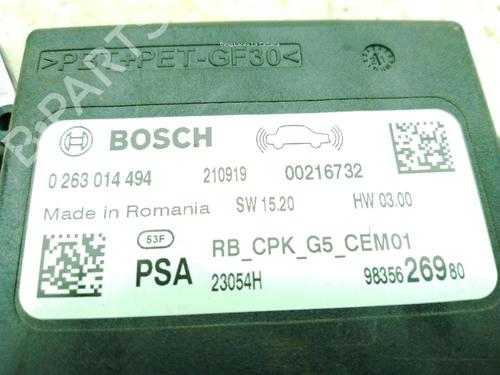 >PET+PET-GF30<
B-PARTS
BOSCH
0 263 014 494 210919 00216732
Made in Romania SW 15.20 HW 03.00
53F RB_CPK_G5_CEM01
PSA 23054H 98356 269 80